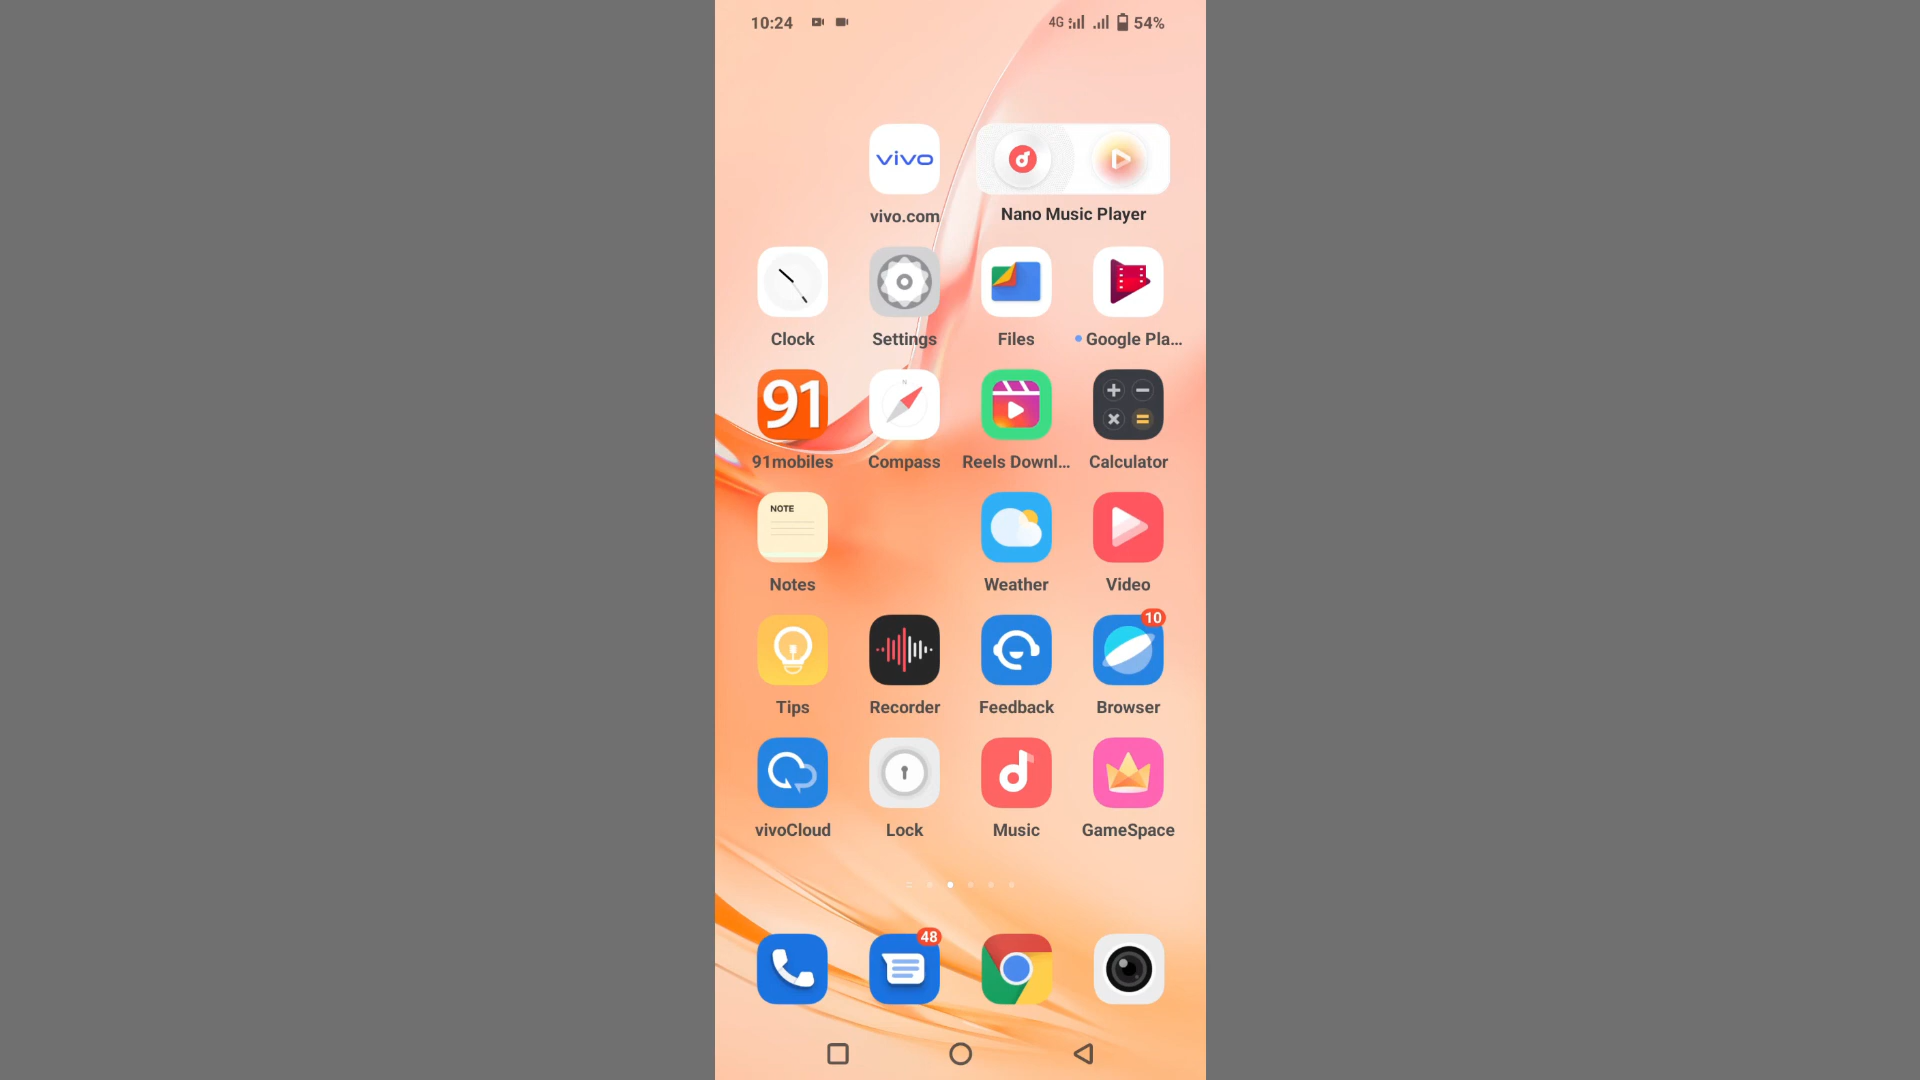 10:24 4G 54%
vivo
vivo.com Nano Music Player
Clock Settings Files Google Pla...
91
N
91mobiles Compass Reels Downl... Calculator
NOTE
Notes Weather Video
10
Tips Recorder Feedback Browser
vivoCloud Lock Music GameSpace
48